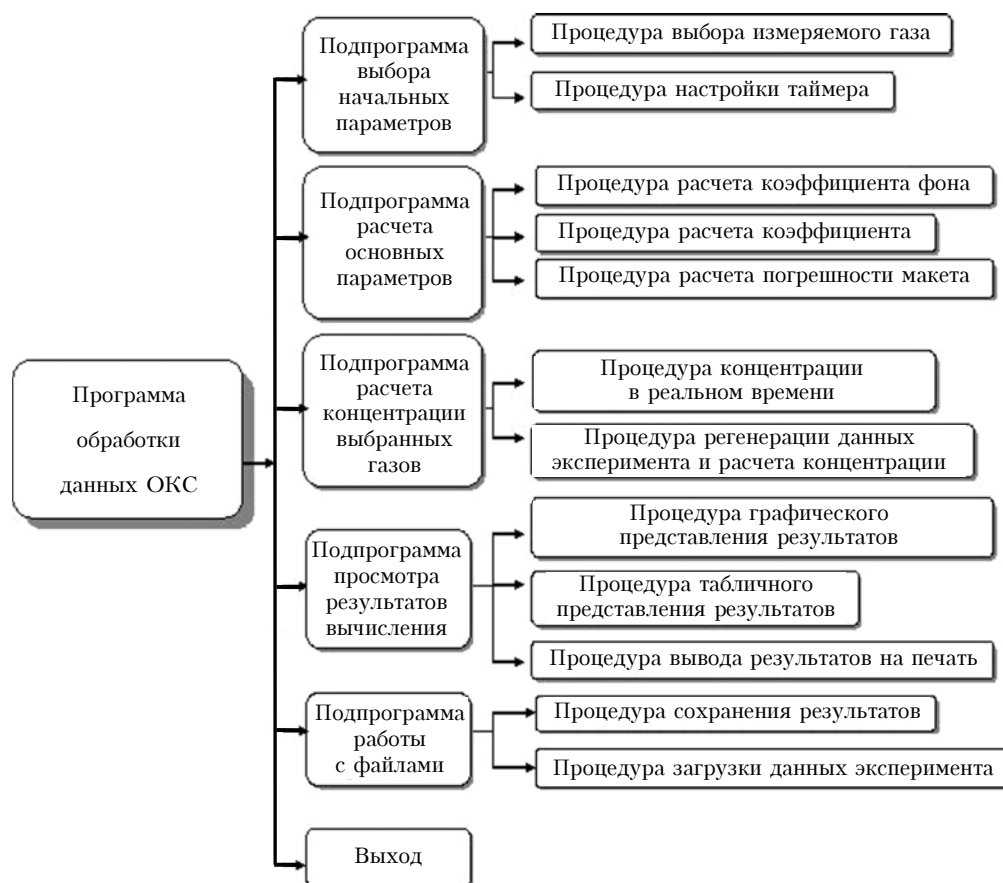 Программа
обработки
данных ОКС
Подпрограмма
выбора
начальных
параметров
Процедура выбора измеряемого газа
Процедура настройки таймера
Подпрограмма
расчета
основных
параметров
Процедура расчета коэффициента фона
Процедура расчета коэффициента
Процедура расчета погрешности макета
Подпрограмма
расчета
концентрации
выбранных
газов
Процедура концентрации
в реальном времени
Процедура регенерации данных
эксперимента и расчета концентрации
Подпрограмма
просмотра
результатов
вычисления
Процедура графического
представления результатов
Процедура табличного
представления результатов
Процедура вывода результатов на печать
Подпрограмма
работы
с файлами
Процедура сохранения результатов
Процедура загрузки данных эксперимента
Выход